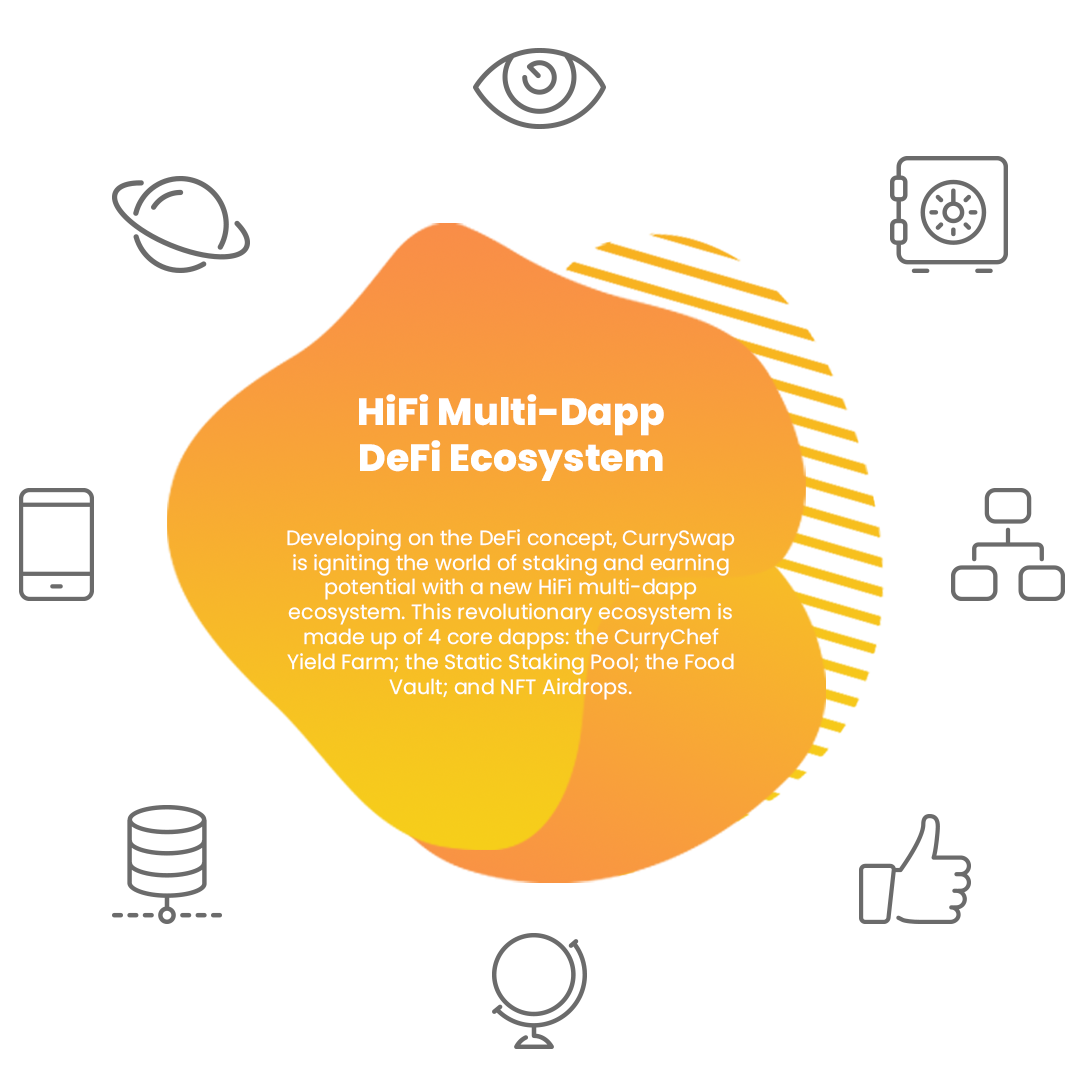 HiFi Multi-Dapp
DeFi Ecosystem
Developing on the DeFi concept, CurrySwap
is igniting the world of staking and earning
potential with a new HiFi multi-dapp
ecosystem. This revolutionary ecosystem is
made up of 4 core dapps: the CurryChef
Yield Farm; the Static Staking Pool; the Food
Vault; and NFT Airdrops.